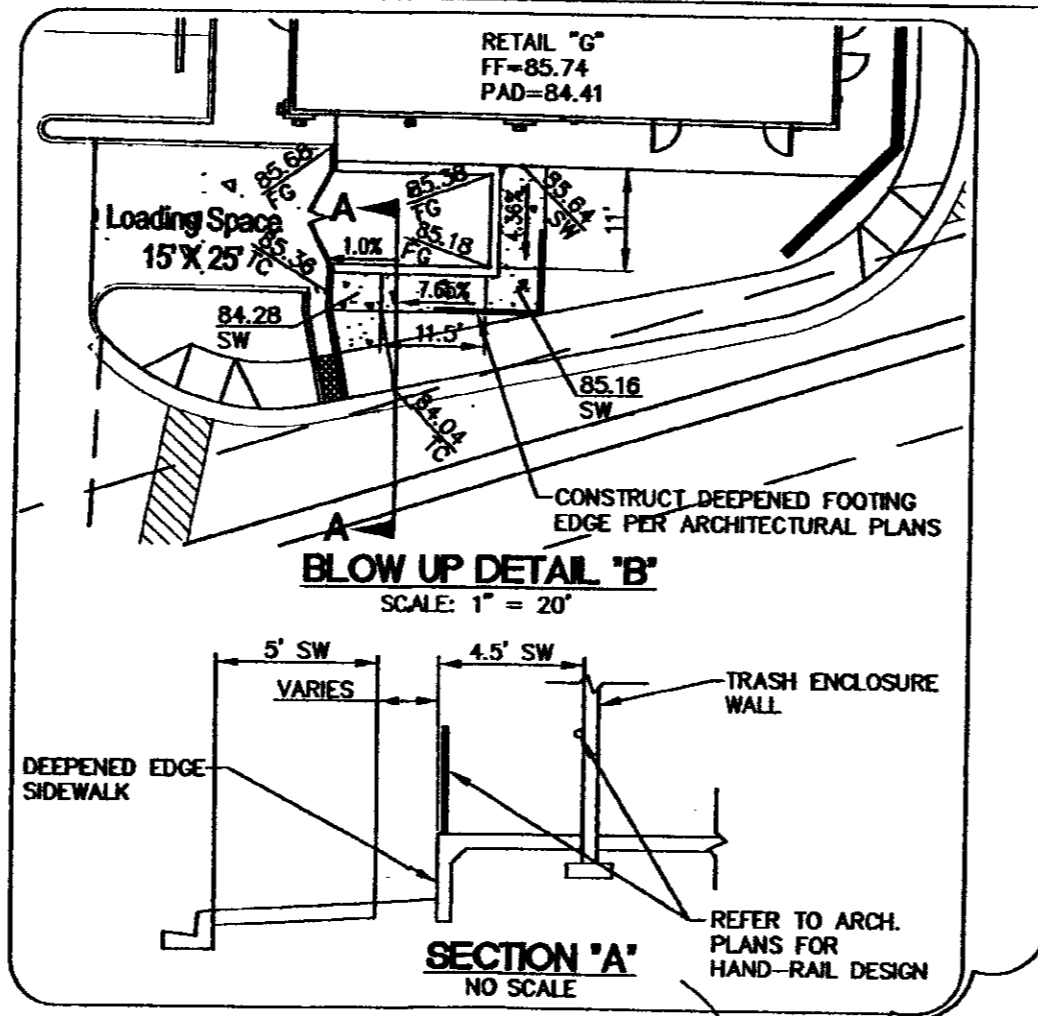 RETAIL "G"
FF=85.74
PAD=84.41
85.68
FG
A
85.38
FG
4.36%
85.64
SW
11'
Loading Space
15' X 25'
85.36
TC
1.0%
85.18
FG
84.28
SW
7.65%
11.5'
85.16
SW
84.04
TC
CONSTRUCT DEEPENED FOOTING
EDGE PER ARCHITECTURAL PLANS
A
BLOW UP DETAIL "B"
SCALE: 1" = 20'
5' SW
4.5' SW
VARIES
TRASH ENCLOSURE
WALL
DEEPENED EDGE
SIDEWALK
REFER TO ARCH.
PLANS FOR
HAND-RAIL DESIGN
SECTION "A"
NO SCALE